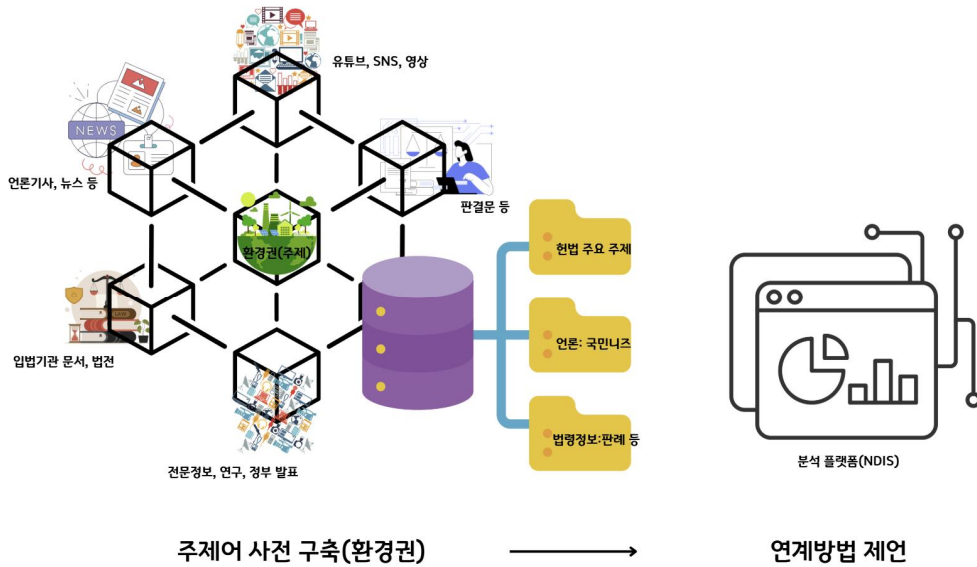 유튜브, SNS, 영상
NEWS
언론기사, 뉴스 등
판결문 등
환경권(주제)
헌법 주요 주제
언론: 국민니즈
법령정보:판례 등
입법기관 문서, 법전
LAW
전문정보, 연구, 정부 발표
분석 플랫폼(NDIS)
주제어 사전 구축(환경권)
연계방법 제언